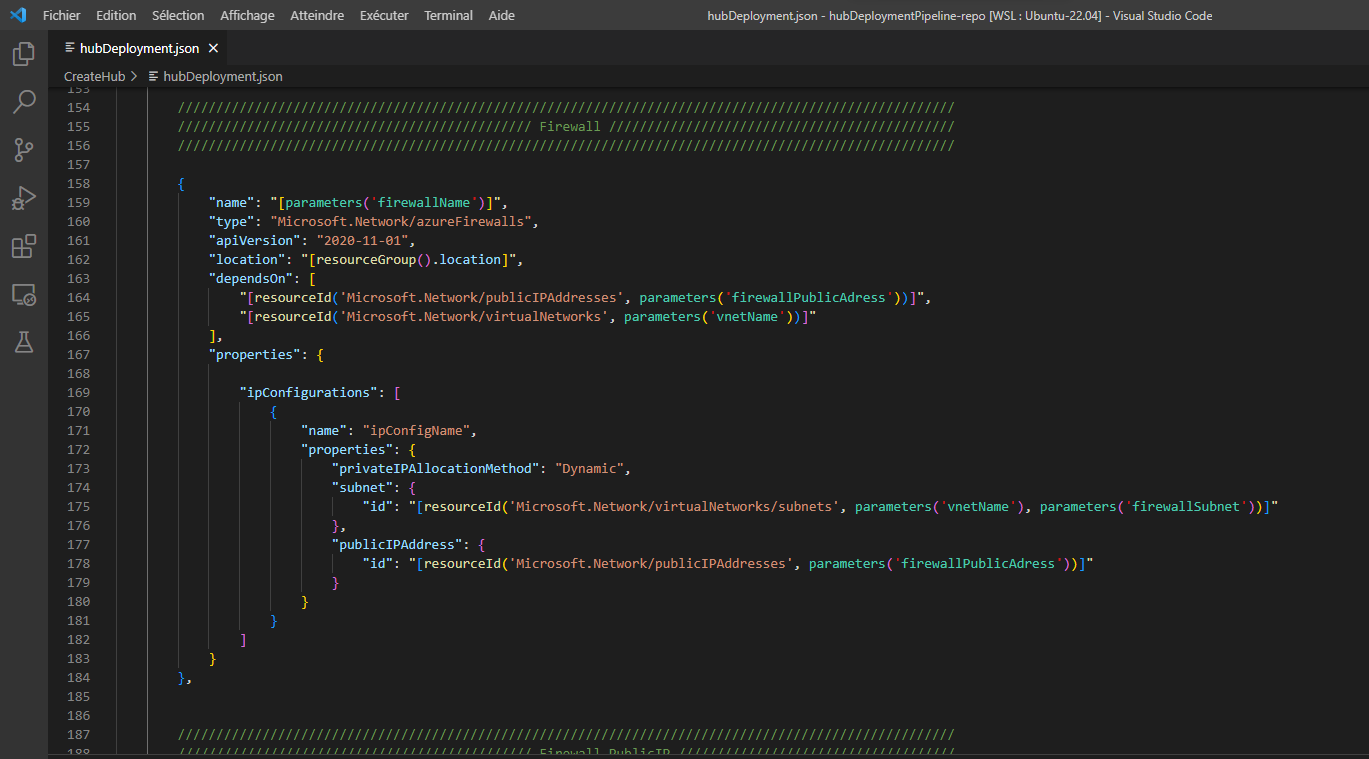 Fichier Edition Sélection Affichage Atteindre Exécuter Terminal Aide hubDeployment.json - hubDeploymentPipeline-repo [WSL : Ubuntu-22.04] - Visual Studio Code
hubDeployment.json ×
CreateHub > hubDeployment.json
153
154 /////////////////////////////////////////////////////////////////////////////////////////////////////
155 ////////////////////////////////////////////// Firewall /////////////////////////////////////////////
156 /////////////////////////////////////////////////////////////////////////////////////////////////////
157
158 {
159 "name": "[parameters('firewallName')]",
160 "type": "Microsoft.Network/azureFirewalls",
161 "apiVersion": "2020-11-01",
162 "location": "[resourceGroup().location]",
163 "dependsOn": [
164 "[resourceId('Microsoft.Network/publicIPAddresses', parameters('firewallPublicAdress'))]",
165 "[resourceId('Microsoft.Network/virtualNetworks', parameters('vnetName'))]"
166 ],
167 "properties": {
168
169 "ipConfigurations": [
170 {
171 "name": "ipConfigName",
172 "properties": {
173 "privateIPAllocationMethod": "Dynamic",
174 "subnet": {
175 "id": "[resourceId('Microsoft.Network/virtualNetworks/subnets', parameters('vnetName'), parameters('firewallSubnet'))]"
176 },
177 "publicIPAddress": {
178 "id": "[resourceId('Microsoft.Network/publicIPAddresses', parameters('firewallPublicAdress'))]"
179 }
180 }
181 }
182 ]
183 }
184 },
185
186
187 /////////////////////////////////////////////////////////////////////////////////////////////////////
188 ////////////////////////////////////////////// Firewall PublicIP ////////////////////////////////////